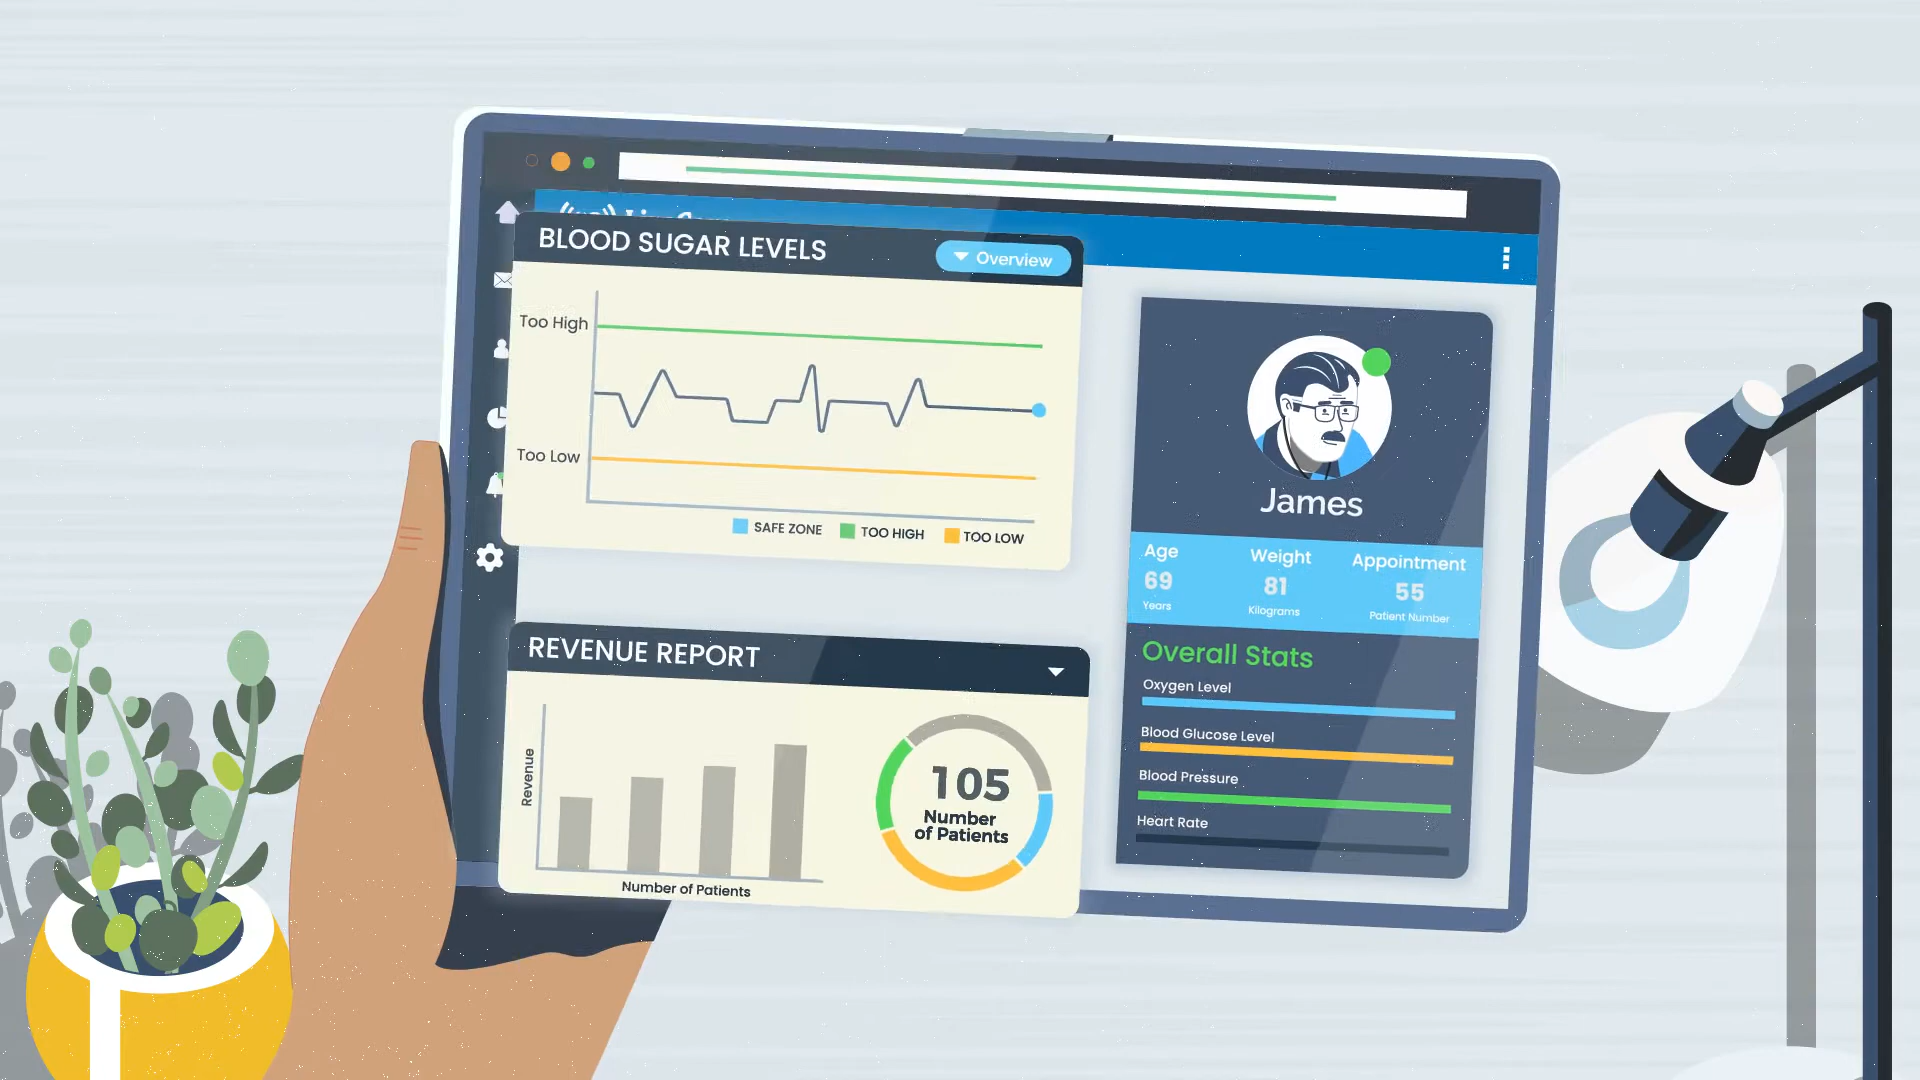 BLOOD SUGAR LEVELS
Overview
Too High
Too Low
SAFE ZONE TOO HIGH TOO LOW
REVENUE REPORT
Revenue
Number of Patients
105
Number
of Patients
James
Age Weight Appointment
69 81 55
Years Kilograms Patient Number
Overall Stats
Oxygen Level
Blood Glucose Level
Blood Pressure
Heart Rate